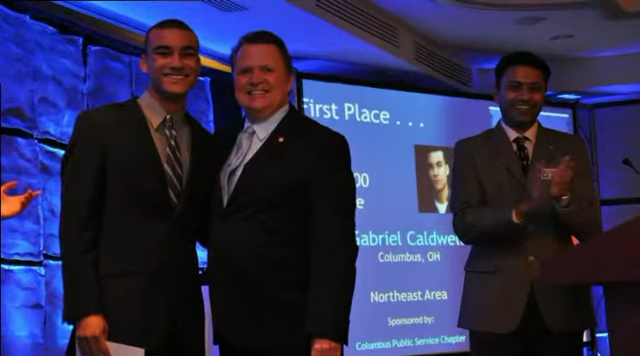 First Place . . .
00
e
Gabriel Caldwell
Columbus, OH
Northeast Area
Sponsored by:
Columbus Public Service Chapter